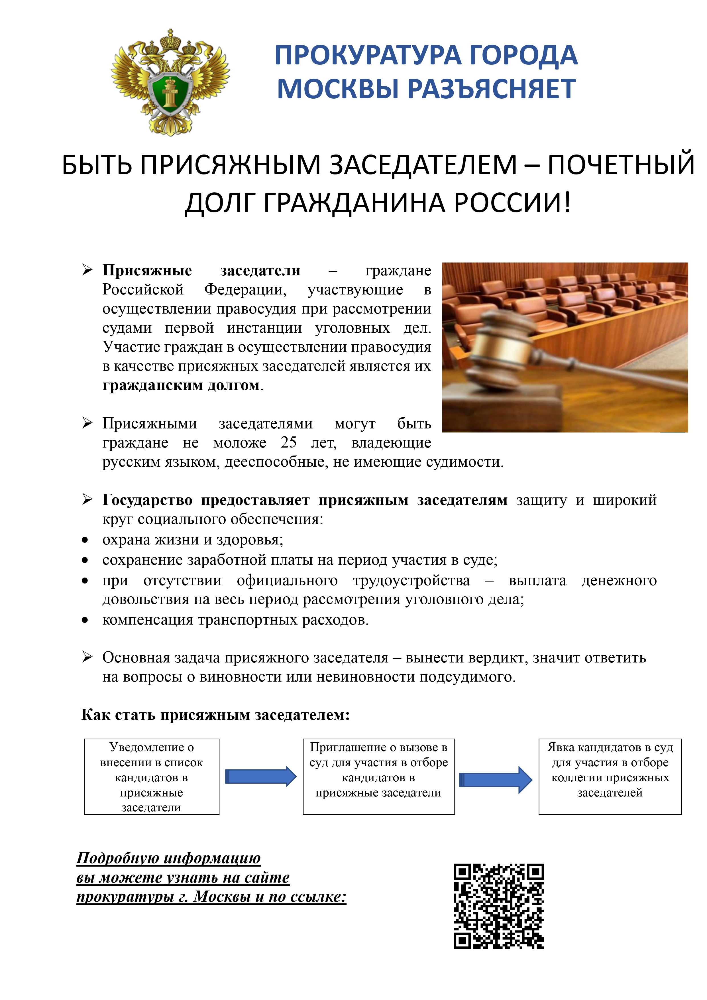 ПРОКУРАТУРА ГОРОДА
МОСКВЫ РАЗЪЯСНЯЕТ
БЫТЬ ПРИСЯЖНЫМ ЗАСЕДАТЕЛЕМ – ПОЧЕТНЫЙ
ДОЛГ ГРАЖДАНИНА РОССИИ!
➢ Присяжные заседатели – граждане
Российской Федерации, участвующие в
осуществлении правосудия при рассмотрении
судами первой инстанции уголовных дел.
Участие граждан в осуществлении правосудия
в качестве присяжных заседателей является их
гражданским долгом.
➢ Присяжными заседателями могут быть
граждане не моложе 25 лет, владеющие
русским языком, дееспособные, не имеющие судимости.
➢ Государство предоставляет присяжным заседателям защиту и широкий
круг социального обеспечения:
• охрана жизни и здоровья;
• сохранение заработной платы на период участия в суде;
• при отсутствии официального трудоустройства – выплата денежного
довольствия на весь период рассмотрения уголовного дела;
• компенсация транспортных расходов.
➢ Основная задача присяжного заседателя – вынести вердикт, значит ответить
на вопросы о виновности или невиновности подсудимого.
Как стать присяжным заседателем:
Уведомление о
внесении в список
кандидатов в
присяжные
заседатели
Приглашение о вызове в
суд для участия в отборе
кандидатов в
присяжные заседатели
Явка кандидатов в суд
для участия в отборе
коллегии присяжных
заседателей
Подробную информацию
вы можете узнать на сайте
прокуратуры г. Москвы и по ссылке: